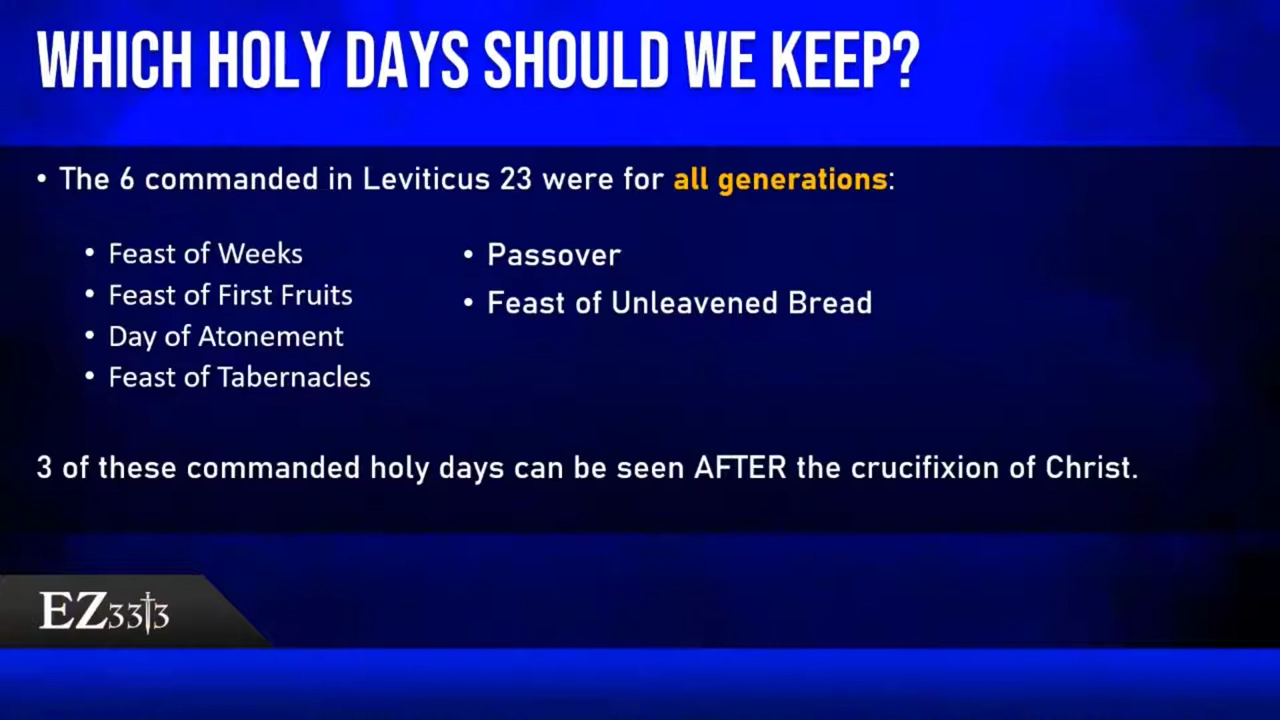 WHICH HOLY DAYS SHOULD WE KEEP?
• The 6 commanded in Leviticus 23 were for all generations:
• Feast of Weeks
• Feast of First Fruits
• Day of Atonement
• Feast of Tabernacles
• Passover
• Feast of Unleavened Bread
3 of these commanded holy days can be seen AFTER the crucifixion of Christ.
EZ33†3